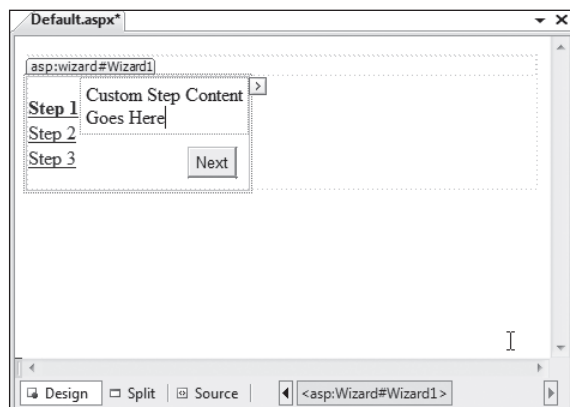 Default.aspx*
asp:wizard#Wizard1
Custom Step Content
Goes Here
Step 1
Step 2
Step 3
Next
Design Split Source <asp:Wizard#Wizard1>